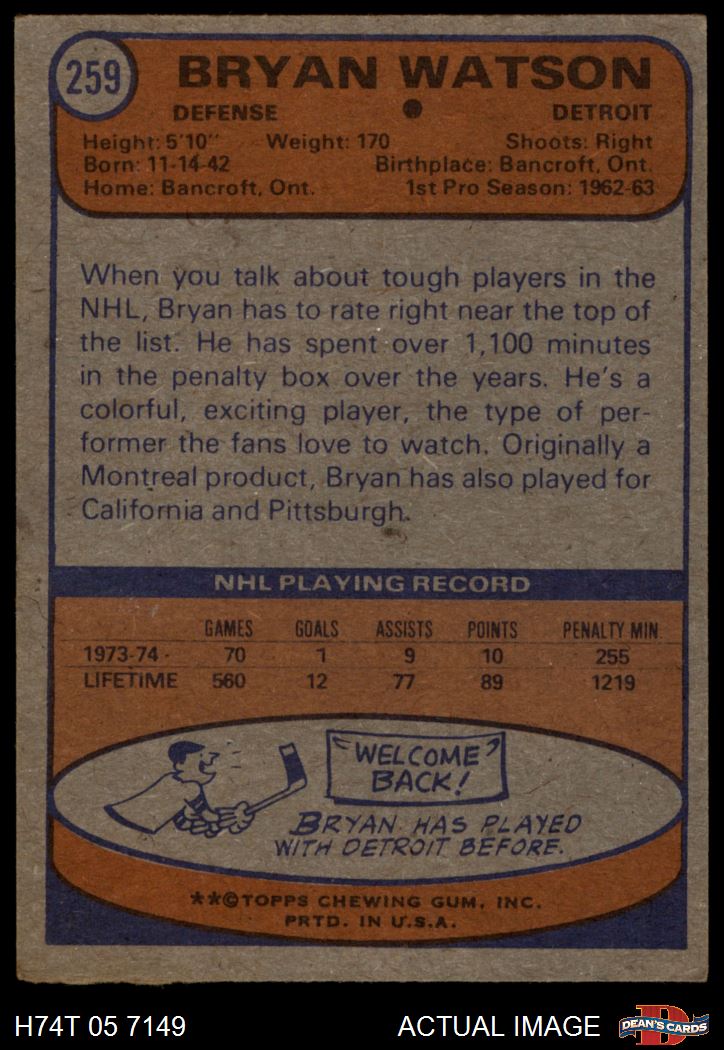 259
BRYAN WATSON
DEFENSE DETROIT
Height: 5'10" Weight: 170 Shoots: Right
Born: 11-14-42 Birthplace: Bancroft, Ont.
Home: Bancroft, Ont. 1st Pro Season: 1962-63
When you talk about tough players in the
NHL, Bryan has to rate right near the top of
the list. He has spent over 1,100 minutes
in the penalty box over the years. He's a
colorful, exciting player, the type of per-
former the fans love to watch. Originally a
Montreal product, Bryan has also played for
California and Pittsburgh.
NHL PLAYING RECORD
GAMES GOALS ASSISTS POINTS PENALTY MIN.
1973-74 70 1 9 10 255
LIFETIME 560 12 77 89 1219
"WELCOME"
BACK!
BRYAN HAS PLAYED
WITH DETROIT BEFORE.
**©TOPPS CHEWING GUM, INC.
PRTD. IN U.S.A.
H74T 05 7149 ACTUAL IMAGE
D
DEAN'S CARDS